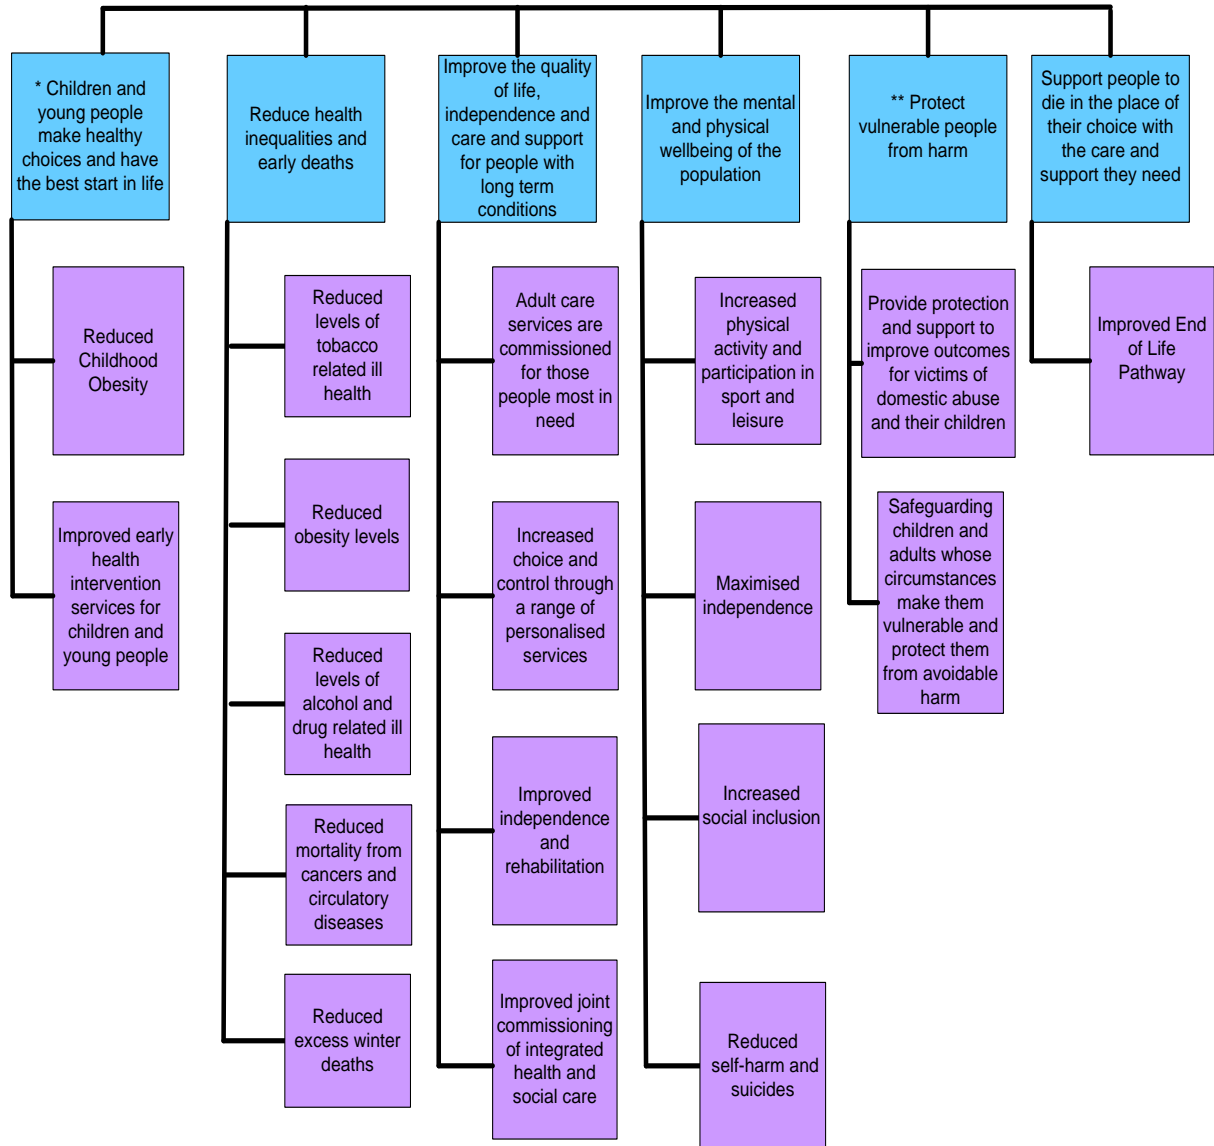 * Children and
young people
make healthy
choices and have
the best start in life
Reduced
Childhood
Obesity
Improved early
health
intervention
services for
children and
young people
Reduce health
inequalities and
early deaths
Reduced
levels of
tobacco
related ill
health
Reduced
obesity levels
Reduced
levels of
alcohol and
drug related ill
health
Reduced
mortality from
cancers and
circulatory
diseases
Reduced
excess winter
deaths
Improve the quality
of life,
independence and
care and support
for people with
long term
conditions
Adult care
services are
commissioned
for those
people most in
need
Increased
choice and
control through
a range of
personalised
services
Improved
independence
and
rehabilitation
Improved joint
commissioning
of integrated
health and
social care
Improve the mental
and physical
wellbeing of the
population
Increased
physical
activity and
participation in
sport and
leisure
Maximised
independence
Increased
social inclusion
Reduced
self-harm and
suicides
** Protect
vulnerable people
from harm
Provide protection
and support to
improve outcomes
for victims of
domestic abuse
and their children
Safeguarding
children and
adults whose
circumstances
make them
vulnerable and
protect them
from avoidable
harm
Support people to
die in the place of
their choice with
the care and
support they need
Improved End
of Life
Pathway